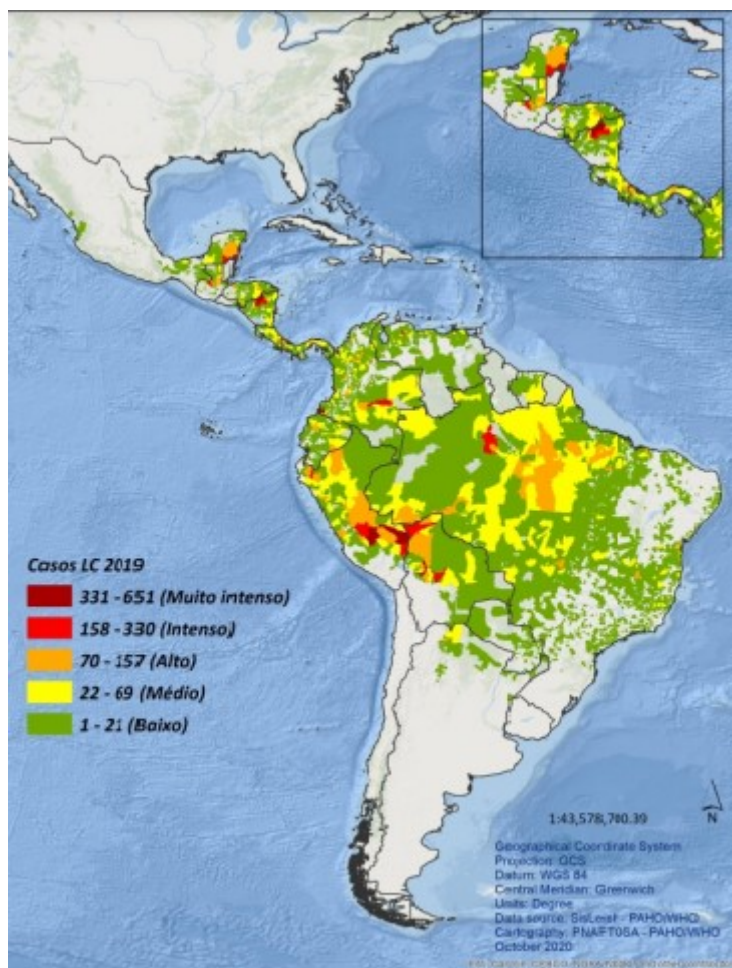 Casos LC 2019
331 - 651 (Muito intenso)
158 - 330 (Intenso)
70 - 157 (Alto)
22 - 69 (Médio)
1 - 21 (Baixo)
1:43,578,700.39
N
Geographical Coordinate System
Projection: GCS
Datum: WGS 84
Central Meridian: Greenwich
Units: Degree
Data source: SisLeish - PAHO/WHO
Cartography: PNAFTOSA - PAHO/WHO
October 2020